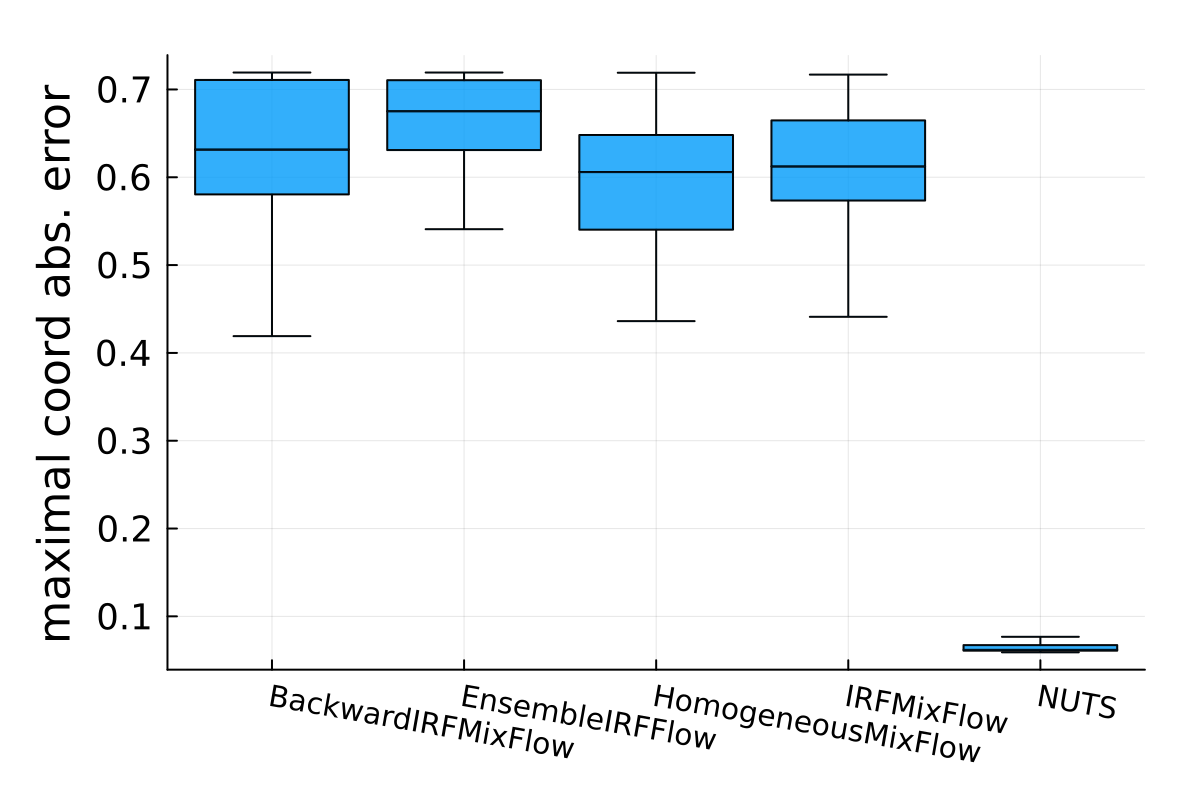 maximal coord abs. error
0.7
0.6
0.5
0.4
0.3
0.2
0.1
BackwardIRFMixFlow
EnsembleIRFFlow
HomogeneousMixFlow
IRFMixFlow
NUTS